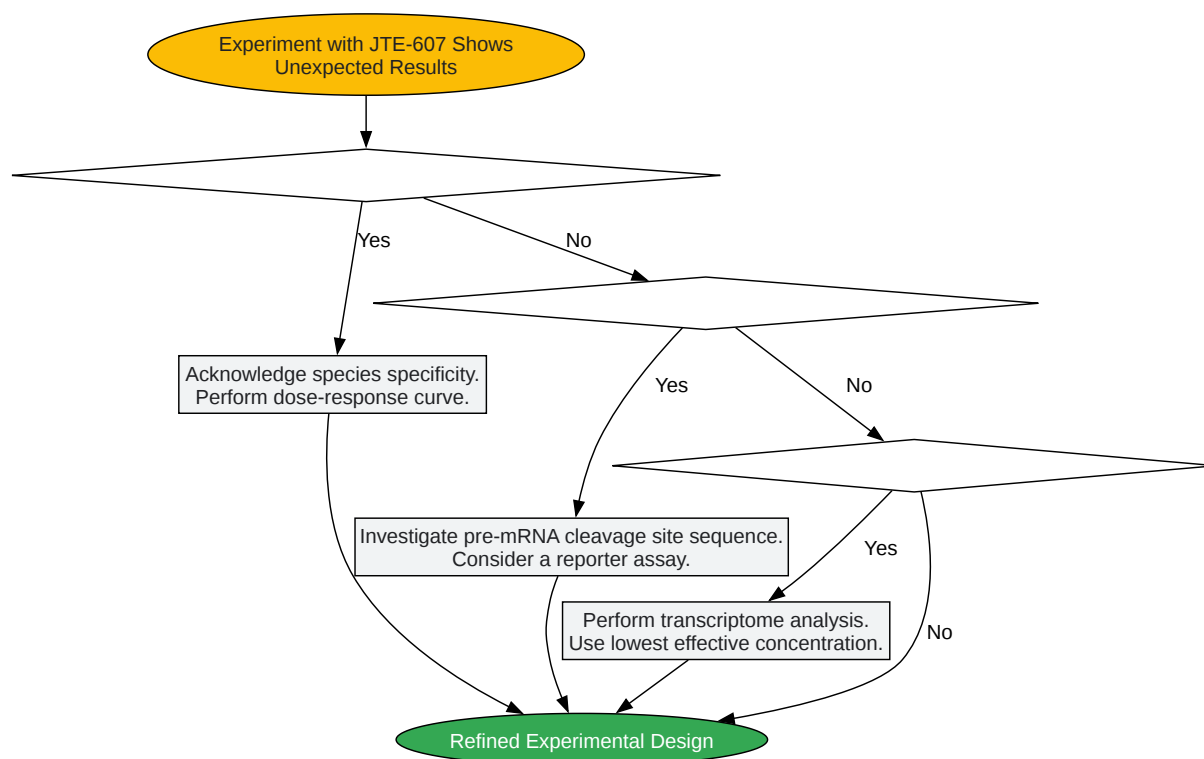 Experiment with JTE-607 Shows
Unexpected Results
Yes
No
Acknowledge species specificity.
Perform dose-response curve.
Yes
No
Investigate pre-mRNA cleavage site sequence.
Consider a reporter assay.
Yes
Perform transcriptome analysis.
Use lowest effective concentration.
No
Refined Experimental Design